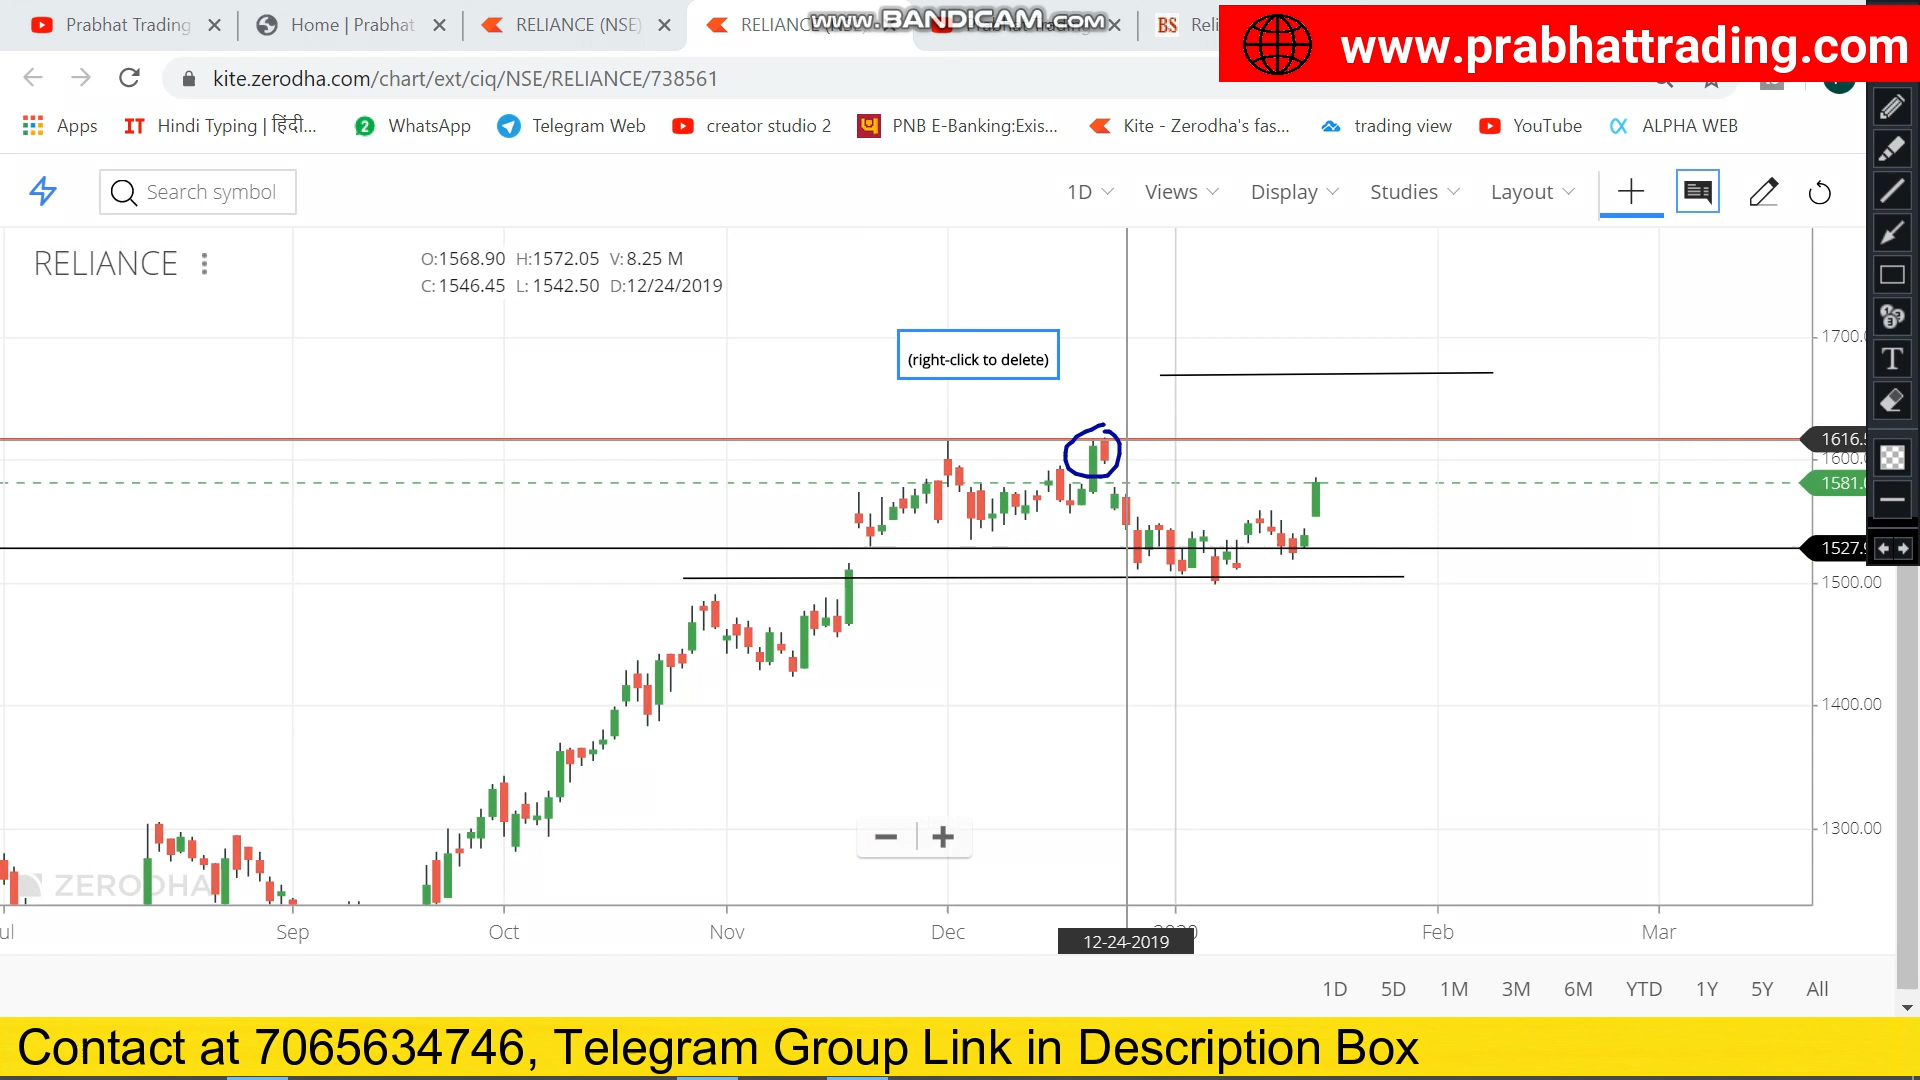 Prabhat Trading
Home | Prabhat
RELIANCE (NSE)
www.BANDICAM.com
BS
www.prabhattrading.com
kite.zerodha.com/chart/ext/ciq/NSE/RELIANCE/738561
Apps
IT Hindi Typing | हिंदी...
2 WhatsApp
Telegram Web
creator studio 2
PNB E-Banking:Exis...
Kite - Zerodha's fas...
trading view
YouTube
ALPHA WEB
Search symbol
1D
Views
Display
Studies
Layout
RELIANCE
O:1568.90 H:1572.05 V:8.25 M
C:1546.45 L: 1542.50 D:12/24/2019
(right-click to delete)
1700.
1616.
1600.
1581.
1527.
1500.00
1400.00
1300.00
ZERODHA
Sep
Oct
Nov
Dec
12-24-2019
Feb
Mar
1D 5D 1M 3M 6M YTD 1Y 5Y All
Contact at 7065634746, Telegram Group Link in Description Box